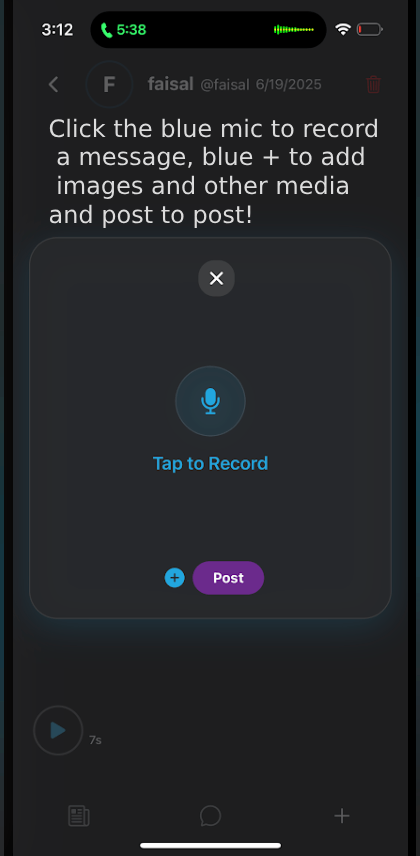 3:12
5:38
F
faisal @faisal 6/19/2025
Click the blue mic to record
a message, blue + to add
images and other media
and post to post!
Tap to Record
Post
7s